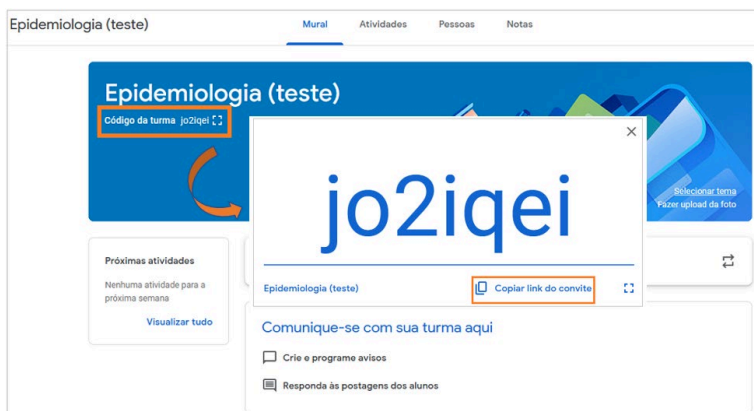 Epidemiologia (teste)
Mural Atividades Pessoas Notas
Epidemiologia (teste)
Código da turma jo2iqei
jo2iqei
Epidemiologia (teste) Copiar link do convite
Selecionar tema
Fazer upload da foto
Próximas atividades
Nenhuma atividade para a
próxima semana
Visualizar tudo
Comunique-se com sua turma aqui
Crie e programe avisos
Responda às postagens dos alunos